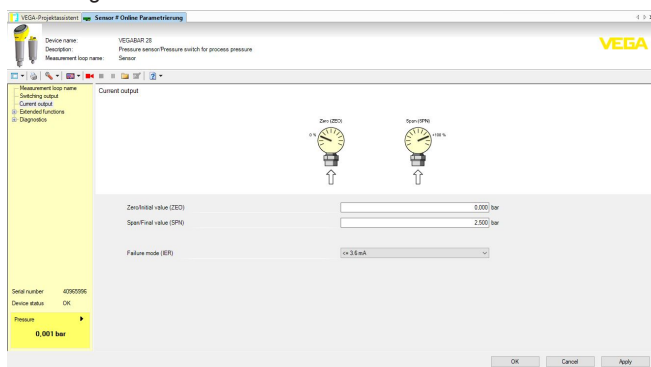 VEGA-Projektassistent
Sensor # Online Parametrierung
Device name: VEGABAR 28
Description: Pressure sensor/Pressure switch for process pressure
Measurement loop name: Sensor
VEGA
Measurement loop name
Switching output
Current output
Extended functions
Diagnostics
Current output
Zero (ZEO)
0 %
Span (SPN)
+100 %
Zero/Initial value (ZEO) 0,000 bar
Span/Final value (SPN) 2,500 bar
Failure mode (IER) <= 3.6 mA
Serial number 40965996
Device status OK
Pressure
0,001 bar
OK Cancel Apply